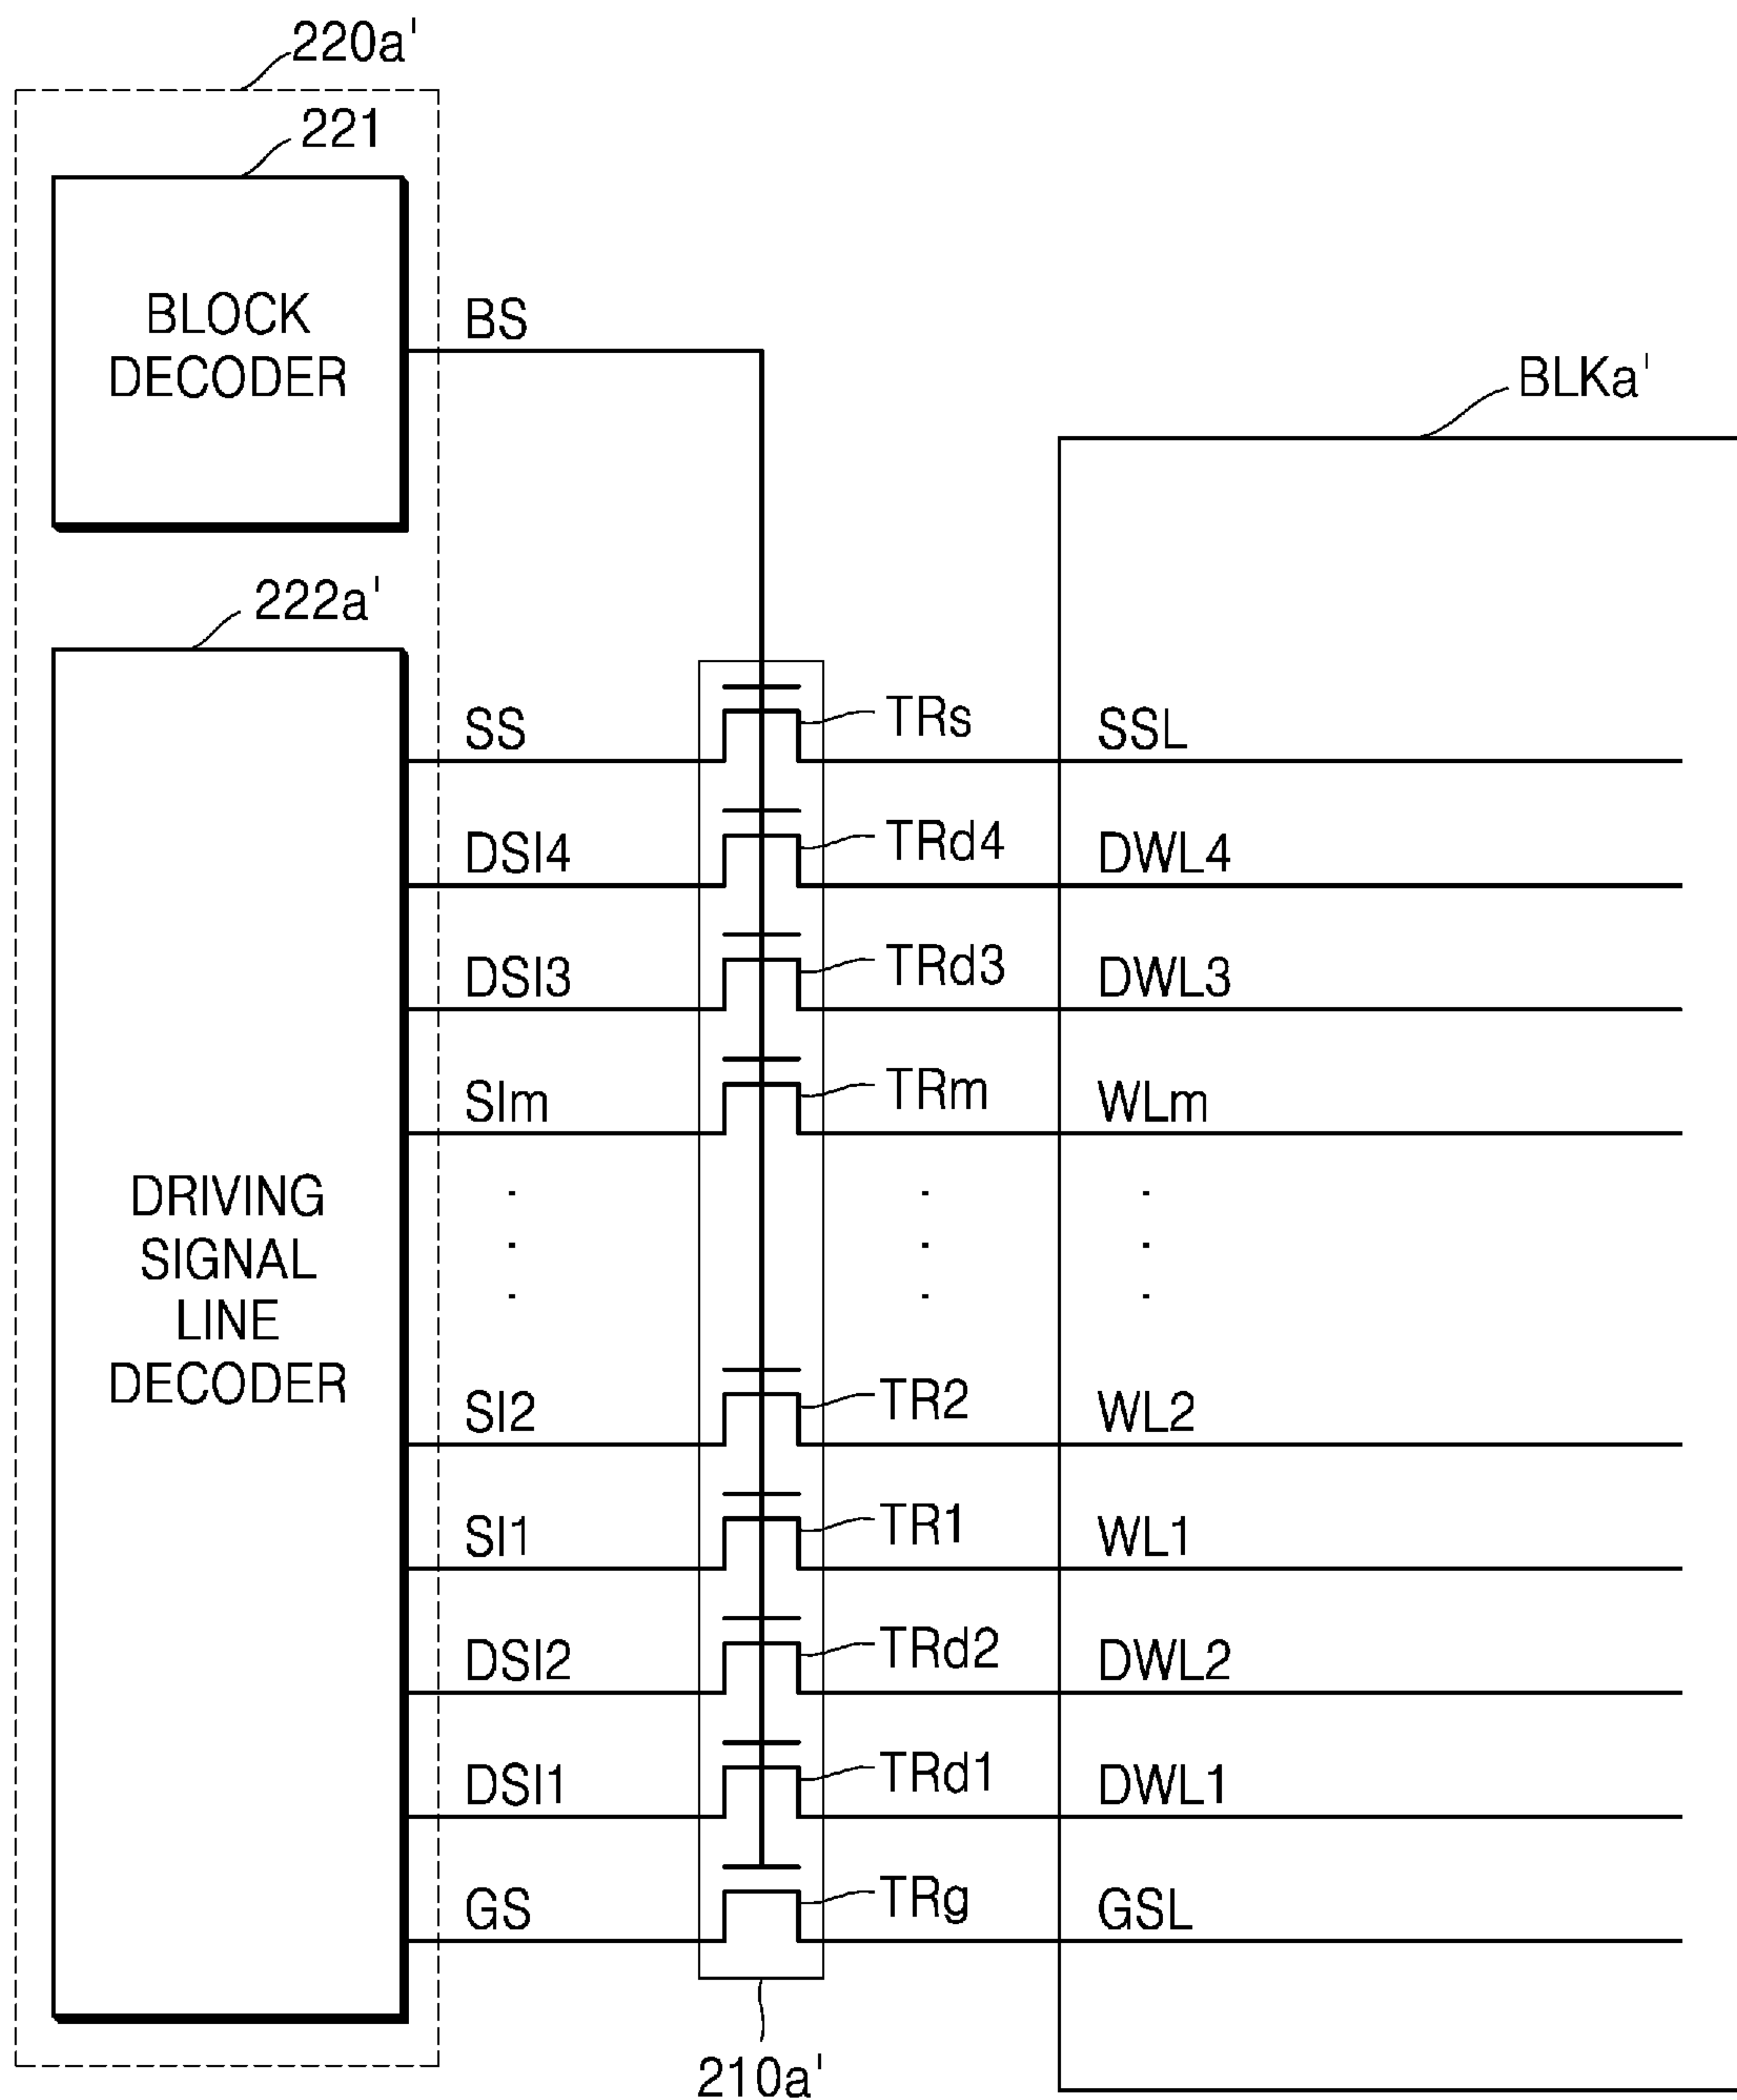 220a'
221
BLOCK
DECODER
BS
BLKa'
222a'
SS
TRs
SSL
DSI4
TRd4
DWL4
DSI3
TRd3
DWL3
SIm
TRm
WLm
DRIVING
SIGNAL
LINE
DECODER
SI2
TR2
WL2
SI1
TR1
WL1
DSI2
TRd2
DWL2
DSI1
TRd1
DWL1
GS
TRg
GSL
210a'